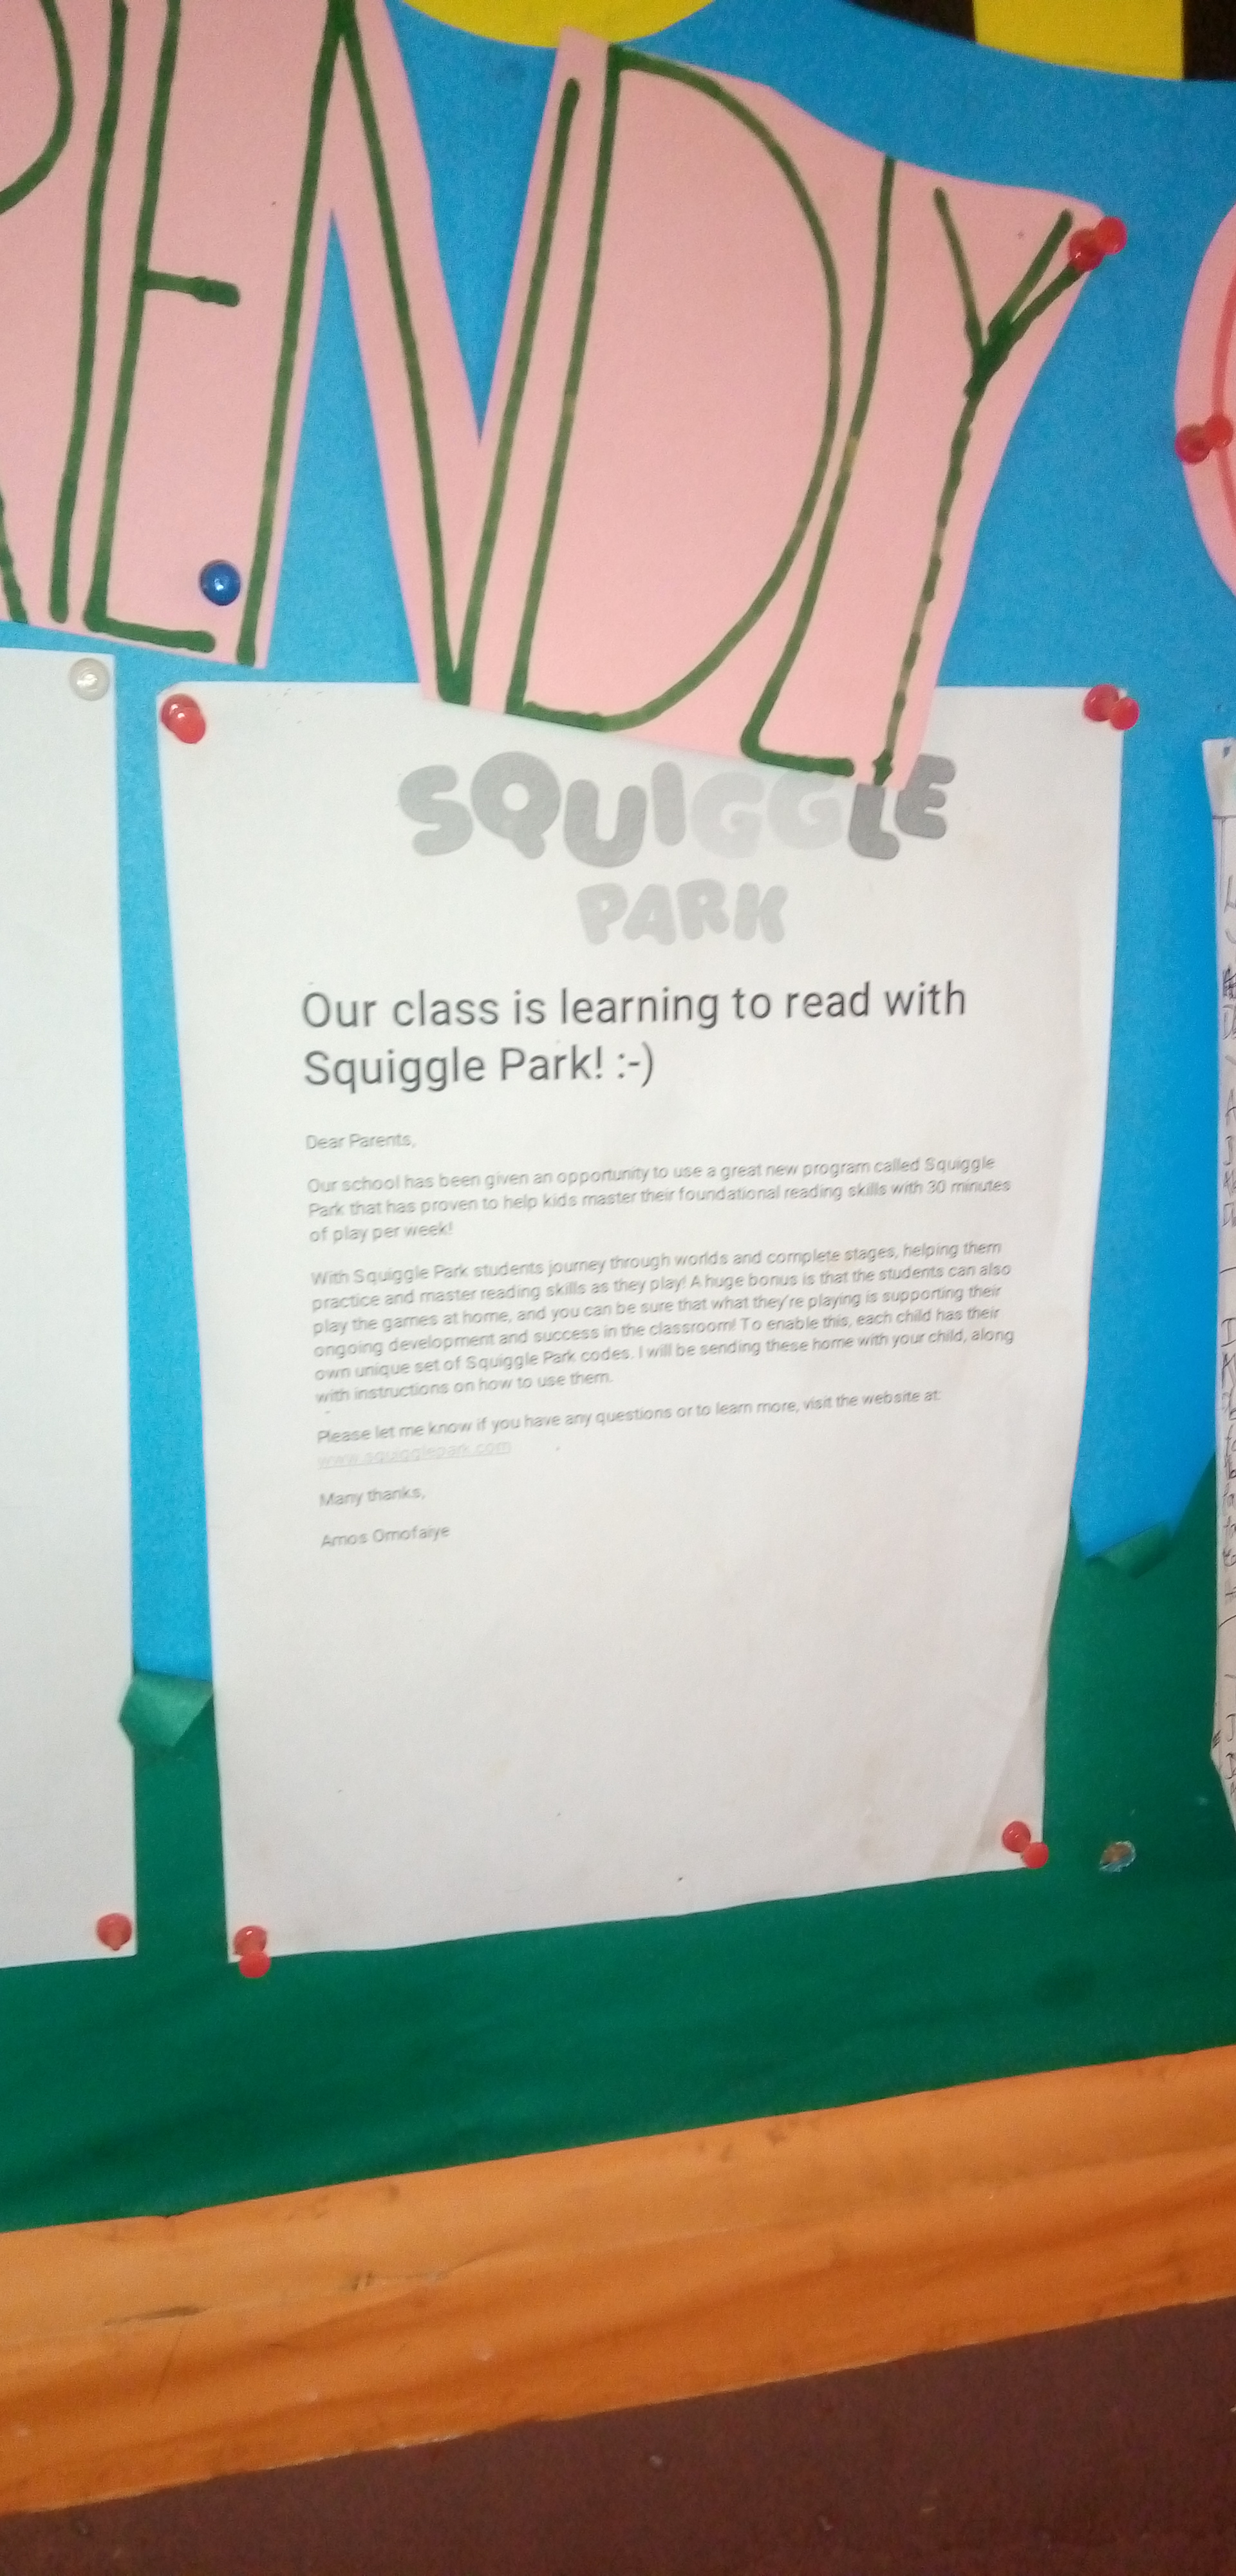 ENDLY
SQUIGGLE
PARK
Our class is learning to read with
Squiggle Park! :-)
Dear Parents,
Our school has been given an opportunity to use a great new program called Squiggle
Park that has proven to help kids master their foundational reading skills with 30 minutes
of play per week!
With Squiggle Park students journey through worlds and complete stages, helping them
practice and master reading skills as they play! A huge bonus is that the students can also
play the games at home, and you can be sure that what they're playing is supporting their
ongoing development and success in the classroom! To enable this, each child has their
own unique set of Squiggle Park codes. I will be sending these home with your child, along
with instructions on how to use them.
Please let me know if you have any questions or to learn more, visit the website at:
www.squigglepark.com
Many thanks,
Amos Omofaiye